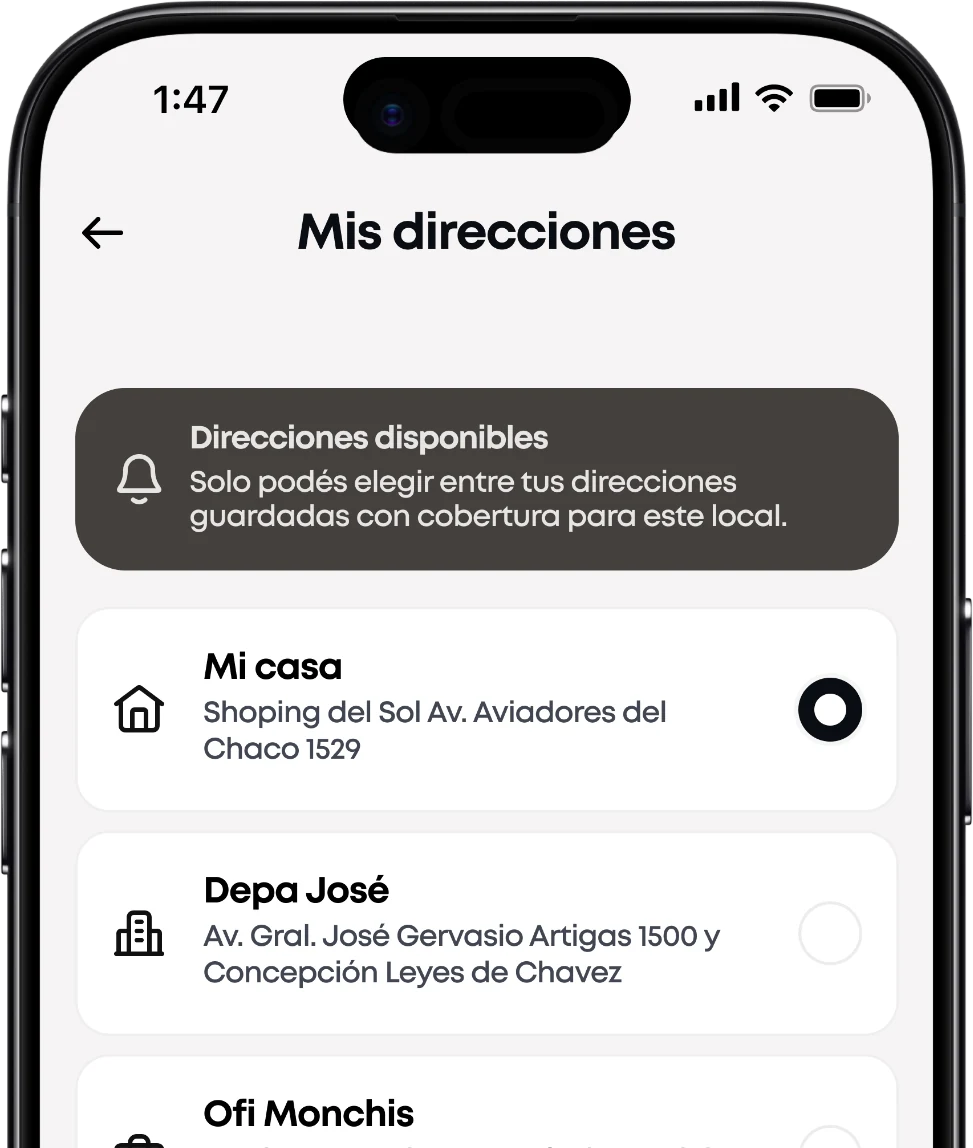 1:47
Mis direcciones
Direcciones disponibles
Solo podés elegir entre tus direcciones
guardadas con cobertura para este local.
Mi casa
Shoping del Sol Av. Aviadores del
Chaco 1529
Depa José
Av. Gral. José Gervasio Artigas 1500 y
Concepción Leyes de Chavez
Ofi Monchis